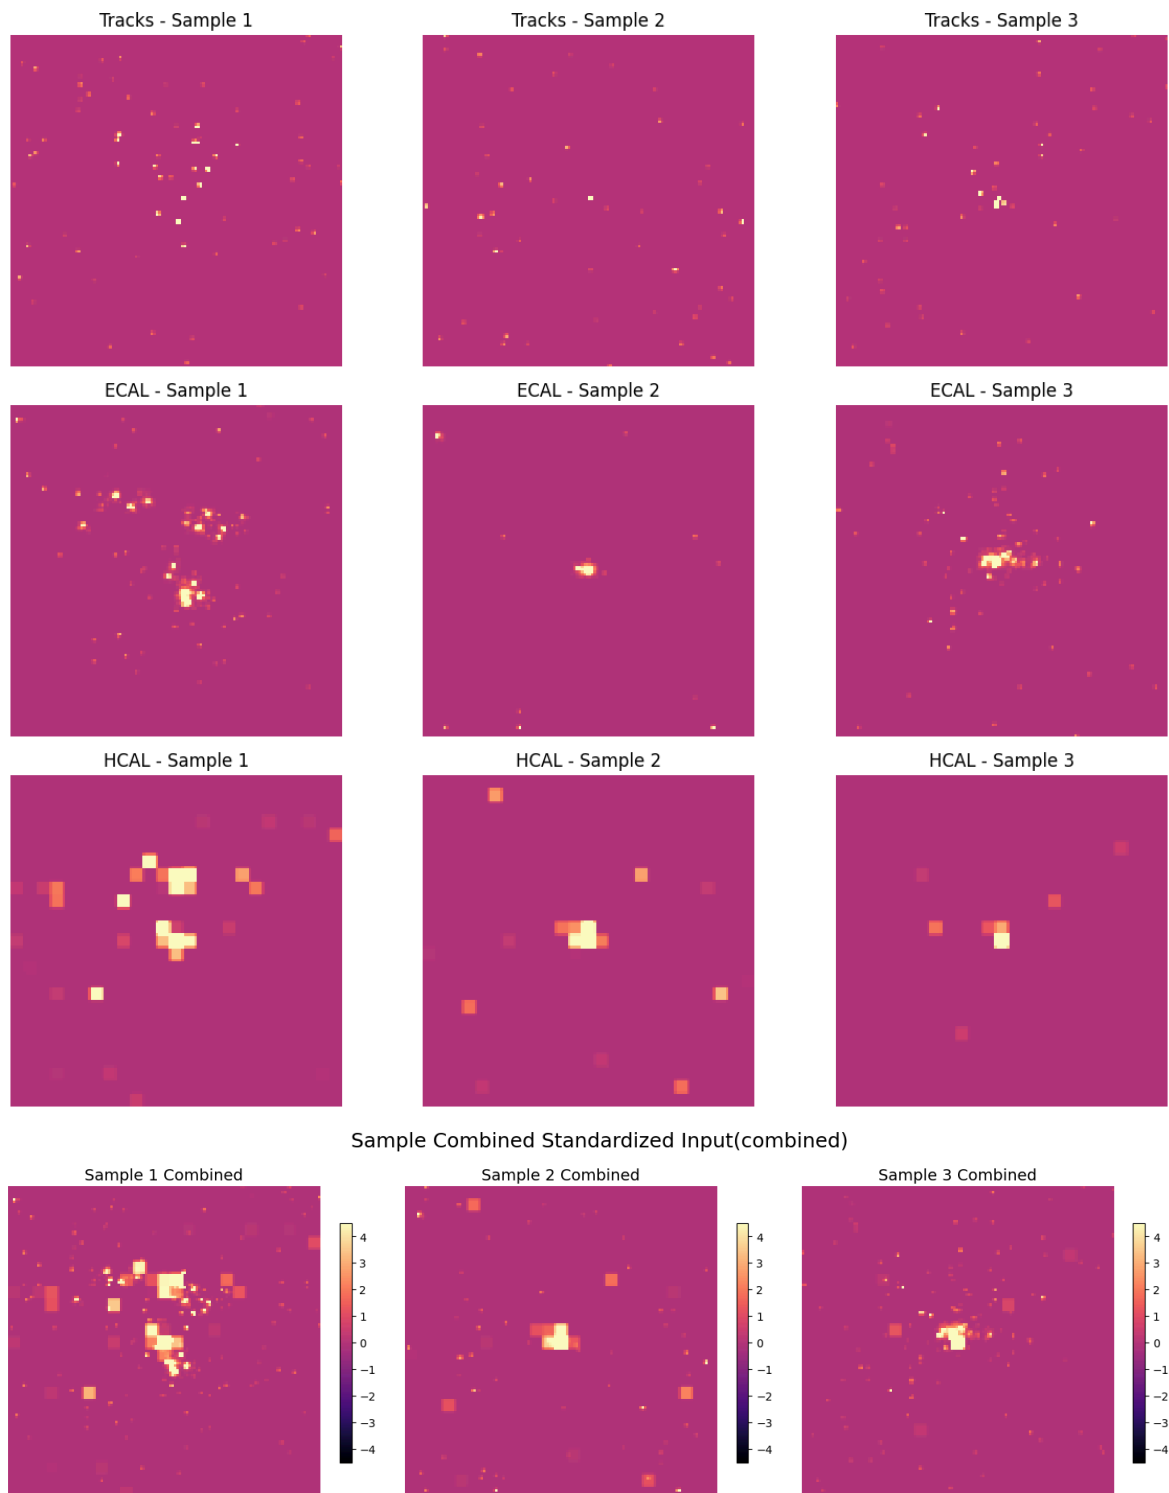 Tracks - Sample 1
Tracks - Sample 2
Tracks - Sample 3
ECAL - Sample 1
ECAL - Sample 2
ECAL - Sample 3
HCAL - Sample 1
HCAL - Sample 2
HCAL - Sample 3
Sample Combined Standardized Input(combined)
Sample 1 Combined
4
3
2
1
0
−1
−2
−3
−4
Sample 2 Combined
4
3
2
1
0
−1
−2
−3
−4
Sample 3 Combined
4
3
2
1
0
−1
−2
−3
−4